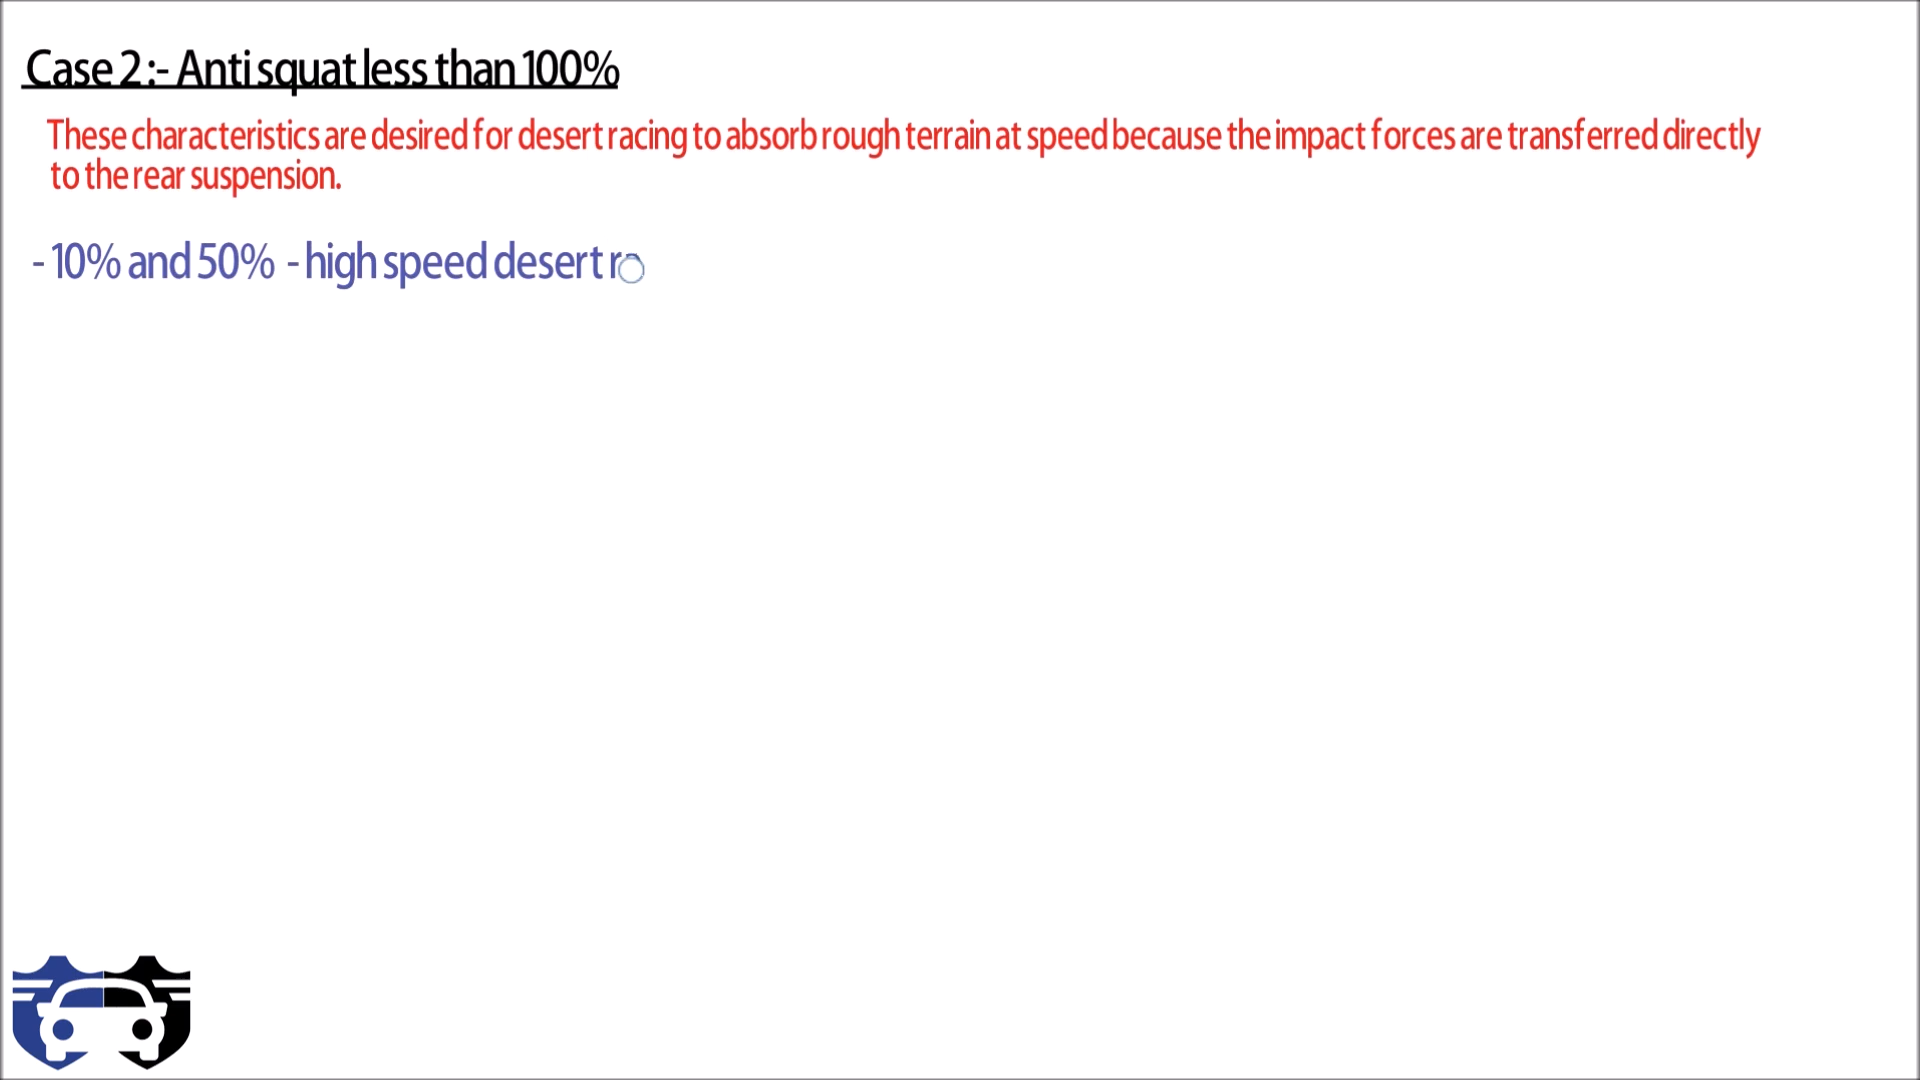 Case 2 :- Anti squat less than 100%
These characteristics are desired for desert racing to absorb rough terrain at speed because the impact forces are transferred directly
to the rear suspension.
- 10% and 50% - high speed desert